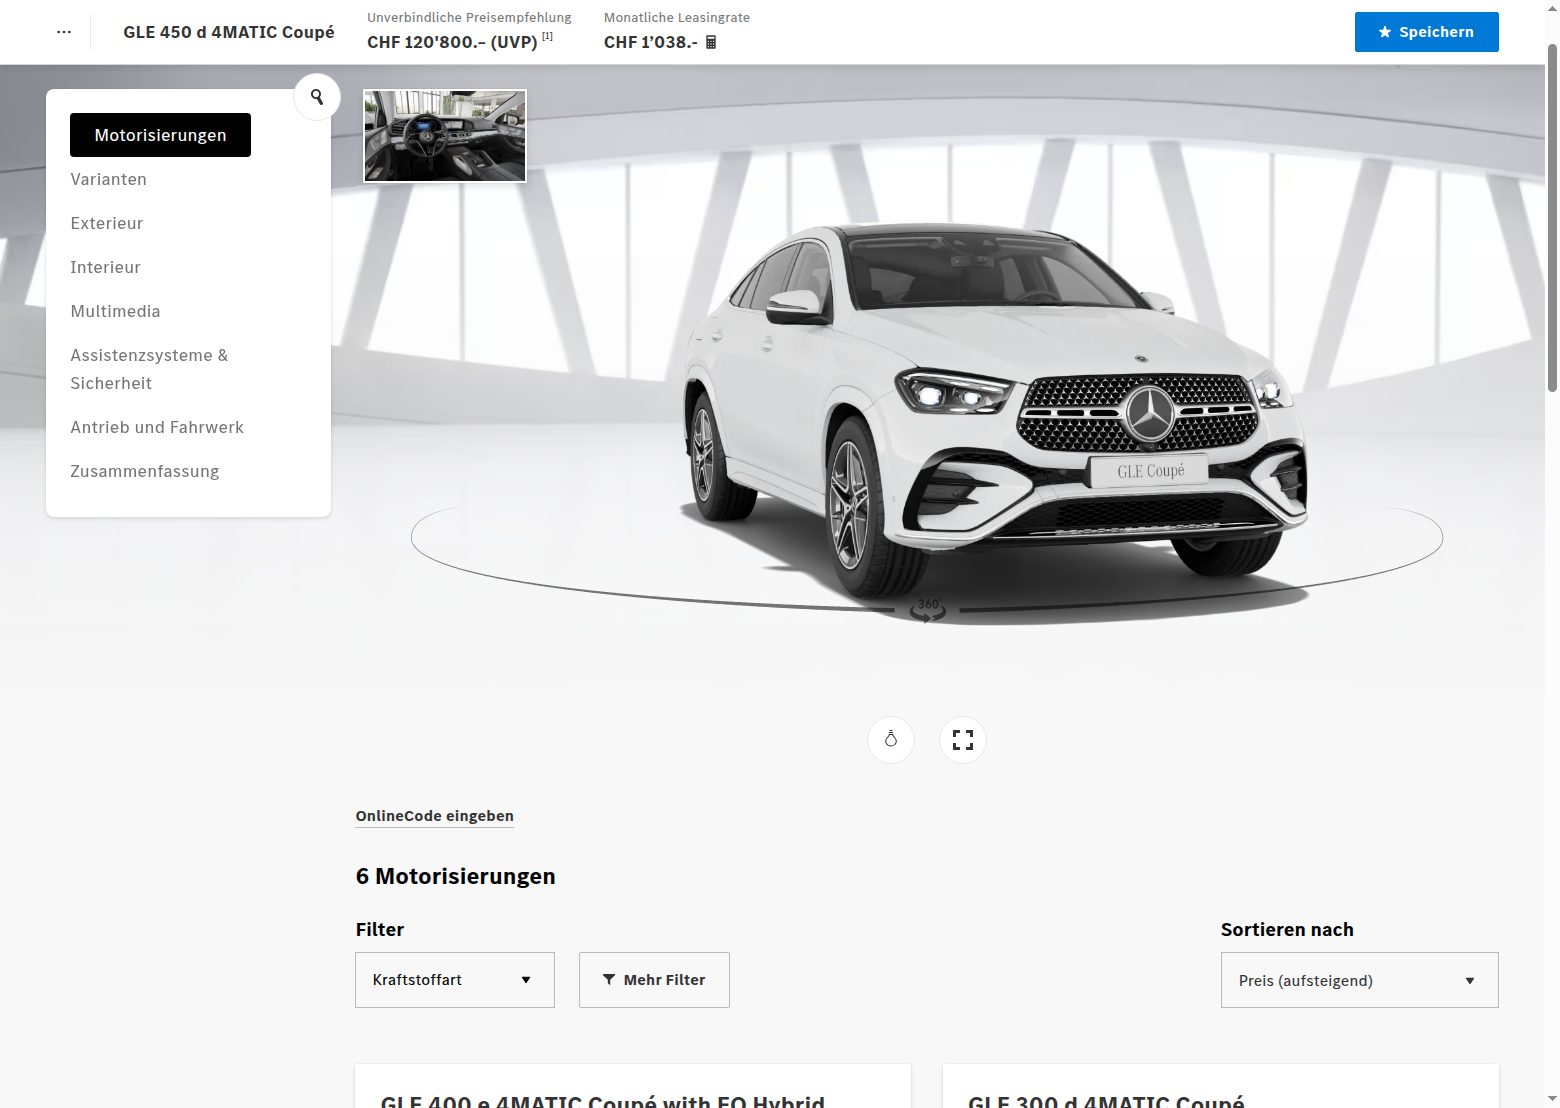 GLE 450 d 4MATIC Coupé
Unverbindliche Preisempfehlung
CHF 120'800.– (UVP) [1]
Monatliche Leasingrate
CHF 1’038.-
Speichern
Motorisierungen
Varianten
Exterieur
Interieur
Multimedia
Assistenzsysteme &
Sicherheit
Antrieb und Fahrwerk
Zusammenfassung
GLE Coupé
360°
OnlineCode eingeben
6 Motorisierungen
Filter
Sortieren nach
Kraftstoffart
Mehr Filter
Preis (aufsteigend)
GLE 400 e 4MATIC Coupé with EQ Hybrid
GLE 300 d 4MATIC Coupé